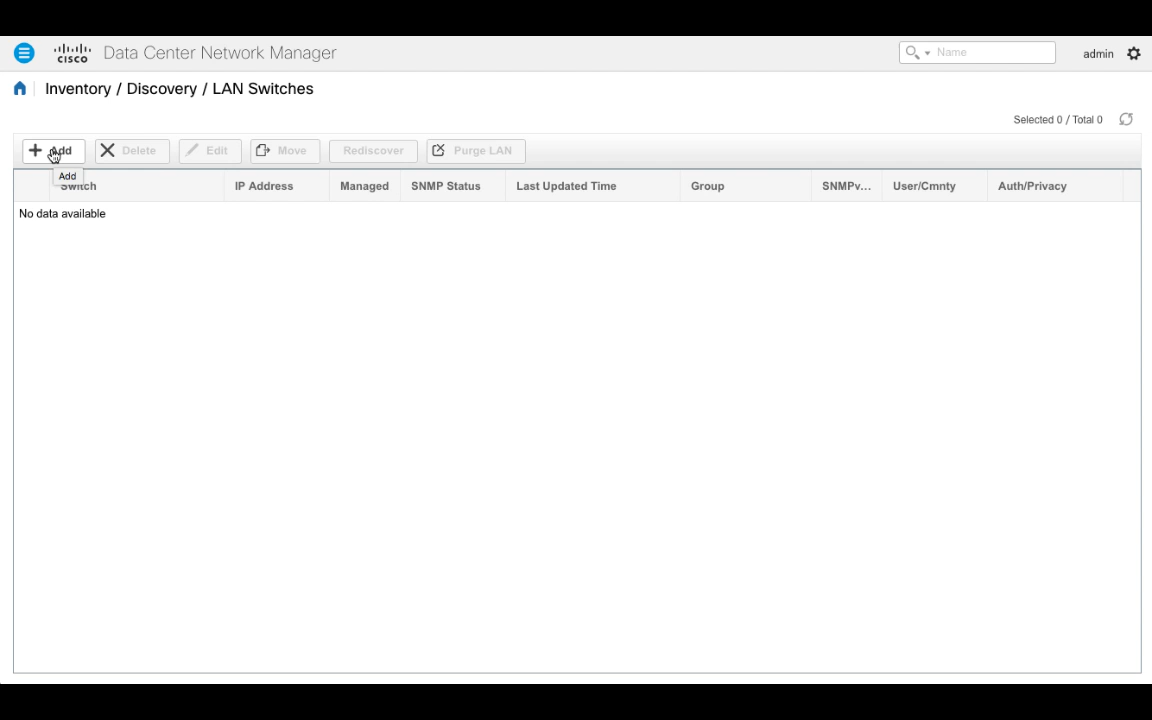 cisco Data Center Network Manager Name admin
Inventory / Discovery / LAN Switches
Selected 0 / Total 0
Add Delete Edit Move Rediscover Purge LAN
Add
Switch IP Address Managed SNMP Status Last Updated Time Group SNMPv... User/Cmnty Auth/Privacy
No data available